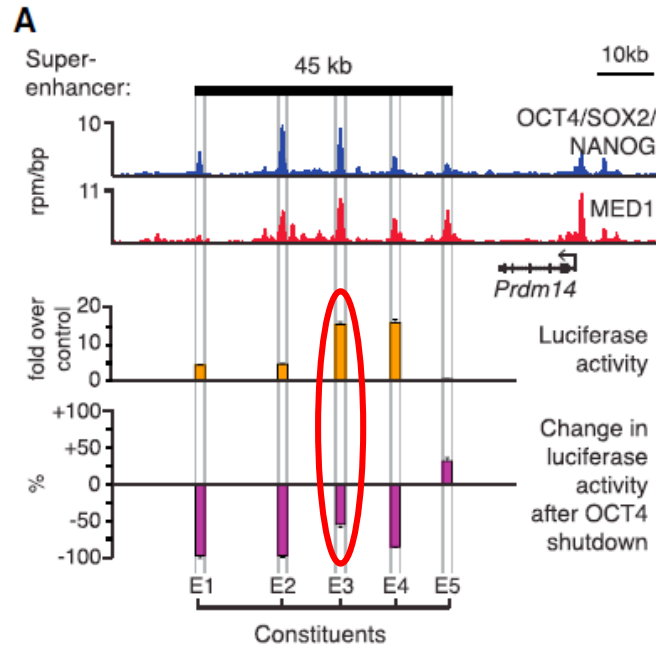 A
Super-
enhancer:
45 kb
10kb
OCT4/SOX2/
NANOG
10
rpm/bp
11
MED1
Prdm14
fold over
control
20
10
0
Luciferase
activity
%
+100
+50
0
-50
-100
Change in
luciferase
activity
after OCT4
shutdown
E1 E2 E3 E4 E5
Constituents